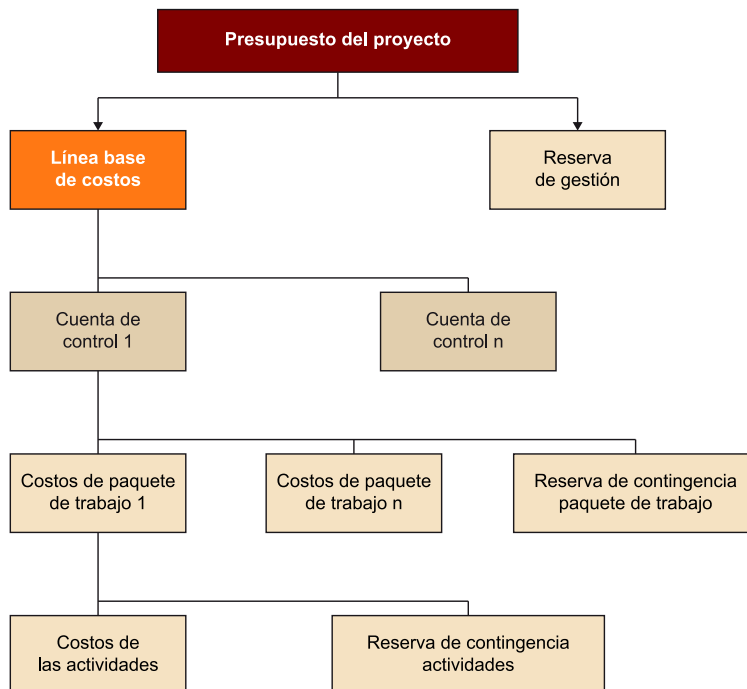 Presupuesto del proyecto
Línea base
de costos
Reserva
de gestión
Cuenta de
control 1
Cuenta de
control n
Costos de paquete
de trabajo 1
Costos de paquete
de trabajo n
Reserva de contingencia
paquete de trabajo
Costos de
las actividades
Reserva de contingencia
actividades